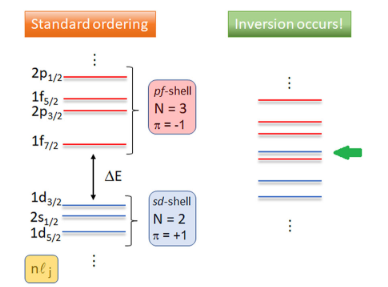 Standard ordering
Inversion occurs!
⋮
2p1/2
1f5/2
2p3/2
1f7/2
pf-shell
N = 3
π = -1
ΔE
1d3/2
2s1/2
1d5/2
sd-shell
N = 2
π = +1
nℓj
⋮
⋮
⋮